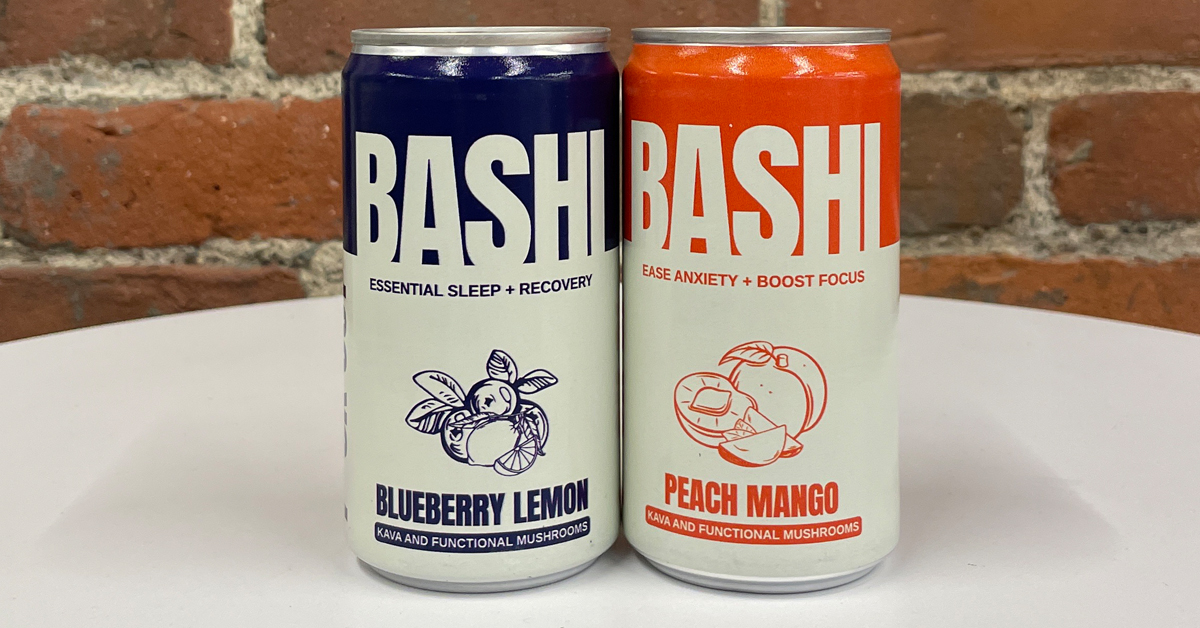 BASHI
ESSENTIAL SLEEP + RECOVERY
BLUEBERRY LEMON
KAVA AND FUNCTIONAL MUSHROOMS
BASHI
EASE ANXIETY + BOOST FOCUS
PEACH MANGO
KAVA AND FUNCTIONAL MUSHROOMS